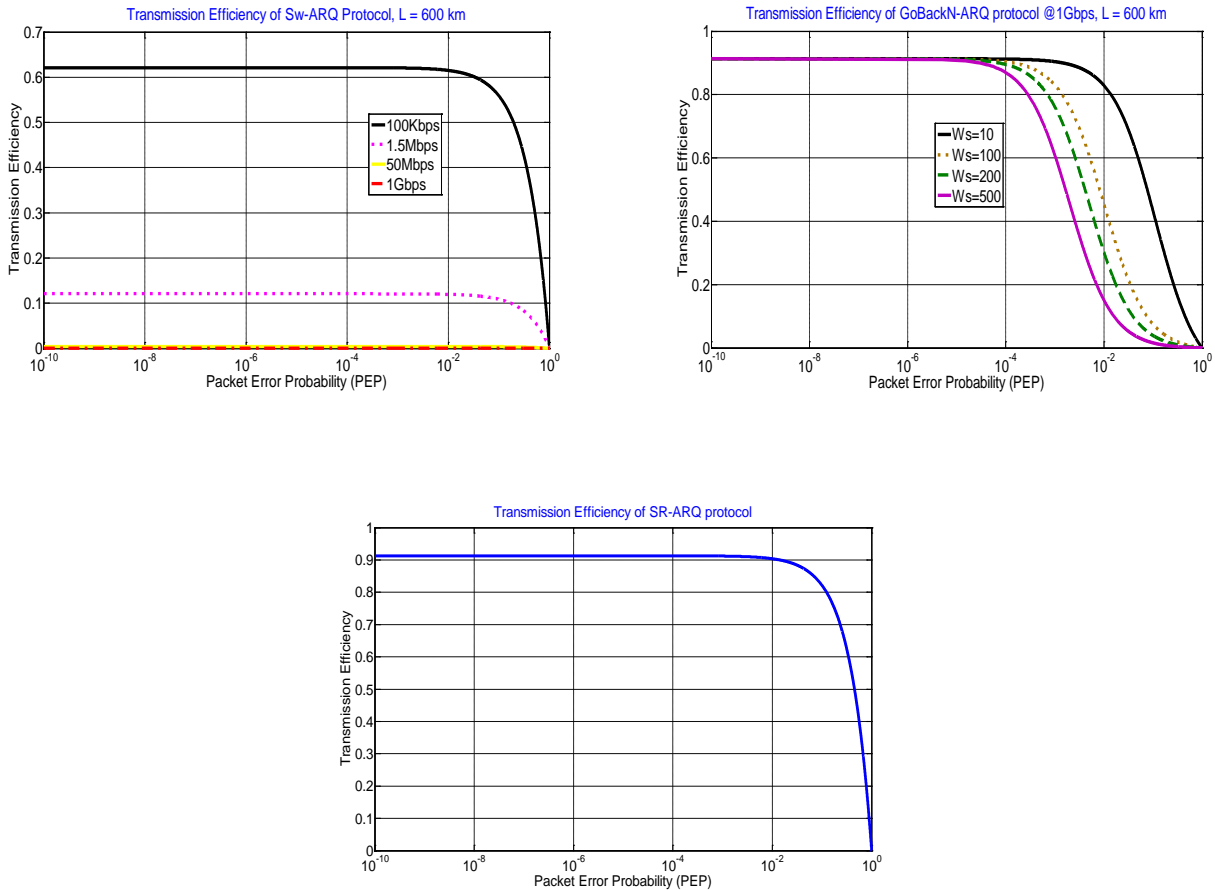 Transmission Efficiency of Sw-ARQ Protocol, L = 600 km
0.7
0.6
0.5
0.4
0.3
0.2
0.1
0
Transmission Efficiency
100Kbps
1.5Mbps
50Mbps
1Gbps
10^-10
10^-8
10^-6
10^-4
10^-2
10^0
Packet Error Probability (PEP)
Transmission Efficiency of GoBackN-ARQ protocol @1Gbps, L = 600 km
1
0.8
0.6
0.4
0.2
0
Transmission Efficiency
Ws=10
Ws=100
Ws=200
Ws=500
10^-10
10^-8
10^-6
10^-4
10^-2
10^0
Packet Error Probability (PEP)
Transmission Efficiency of SR-ARQ protocol
1
0.9
0.8
0.7
0.6
0.5
0.4
0.3
0.2
0.1
0
Transmission Efficiency
10^-10
10^-8
10^-6
10^-4
10^-2
10^0
Packet Error Probability (PEP)